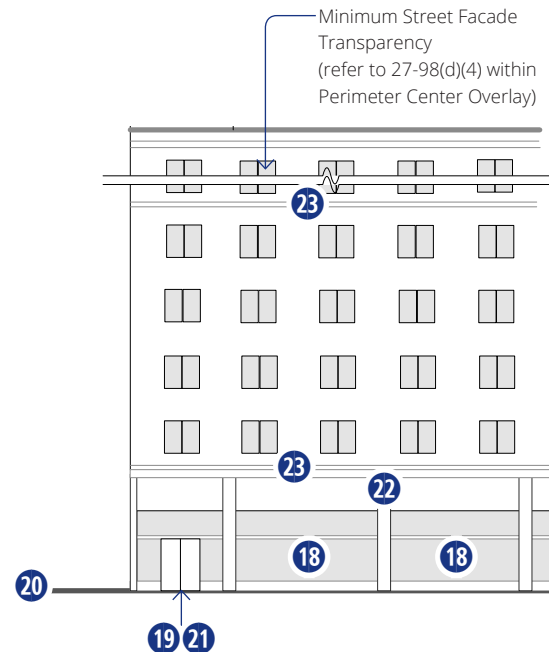 Minimum Street Facade
Transparency
(refer to 27-98(d)(4) within
Perimeter Center Overlay)
23
23
22
18 18
20
19 21